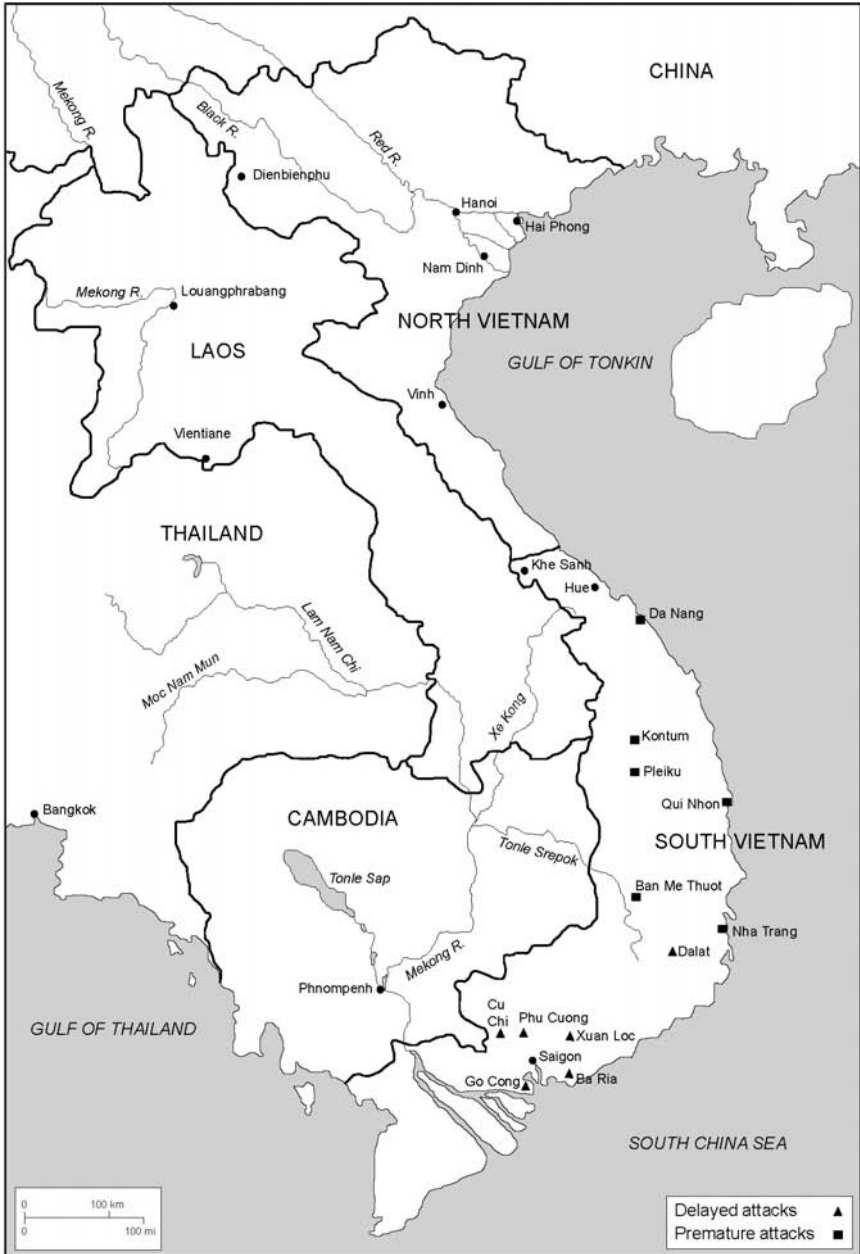 CHINA
Mekong R.
Black R.
Red R.
Dienbienphu
Hanoi
Hai Phong
Nam Dinh
Mekong R.
Louangphrabang
NORTH VIETNAM
LAOS
GULF OF TONKIN
Vinh
Vientiane
THAILAND
Khe Sanh
Hue
Da Nang
Lam Nam Chi
Moc Nam Mun
Xe Kong
Kontum
Pleiku
Bangkok
Qui Nhon
CAMBODIA
SOUTH VIETNAM
Tonle Srepok
Tonle Sap
Ban Me Thuot
Nha Trang
Dalat
Mekong R.
Phnompenh
Cu
Chi
Phu Cuong
Xuan Loc
GULF OF THAILAND
Saigon
Go Cong
Ba Ria
SOUTH CHINA SEA
0 100 km
0 100 mi
Delayed attacks
Premature attacks